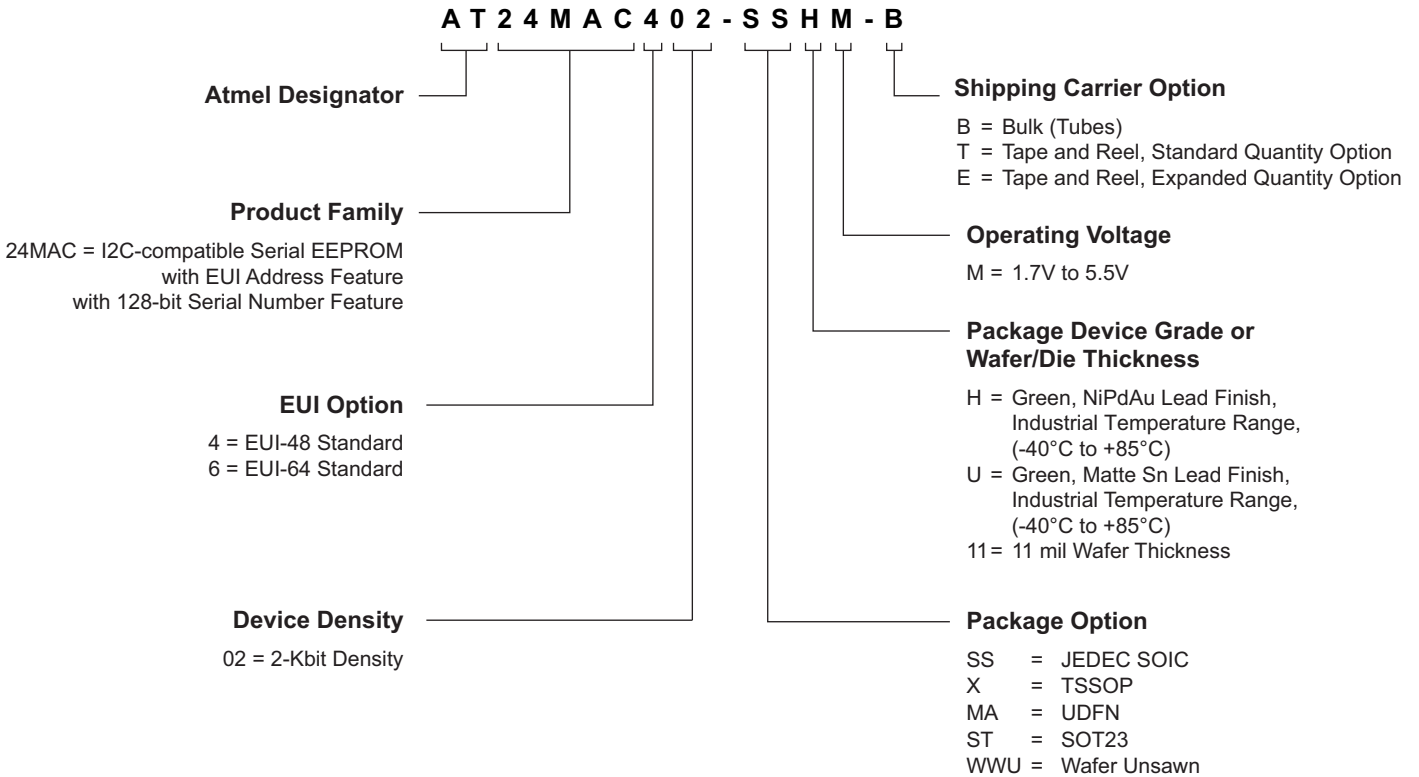 AT24MAC402-SSHM-B
Atmel Designator
Product Family
24MAC = I2C-compatible Serial EEPROM
with EUI Address Feature
with 128-bit Serial Number Feature
EUI Option
4 = EUI-48 Standard
6 = EUI-64 Standard
Device Density
02 = 2-Kbit Density
Shipping Carrier Option
B = Bulk (Tubes)
T = Tape and Reel, Standard Quantity Option
E = Tape and Reel, Expanded Quantity Option
Operating Voltage
M = 1.7V to 5.5V
Package Device Grade or
Wafer/Die Thickness
H = Green, NiPdAu Lead Finish,
Industrial Temperature Range,
(-40°C to +85°C)
U = Green, Matte Sn Lead Finish,
Industrial Temperature Range,
(-40°C to +85°C)
11= 11 mil Wafer Thickness
Package Option
SS = JEDEC SOIC
X = TSSOP
MA = UDFN
ST = SOT23
WWU = Wafer Unsawn